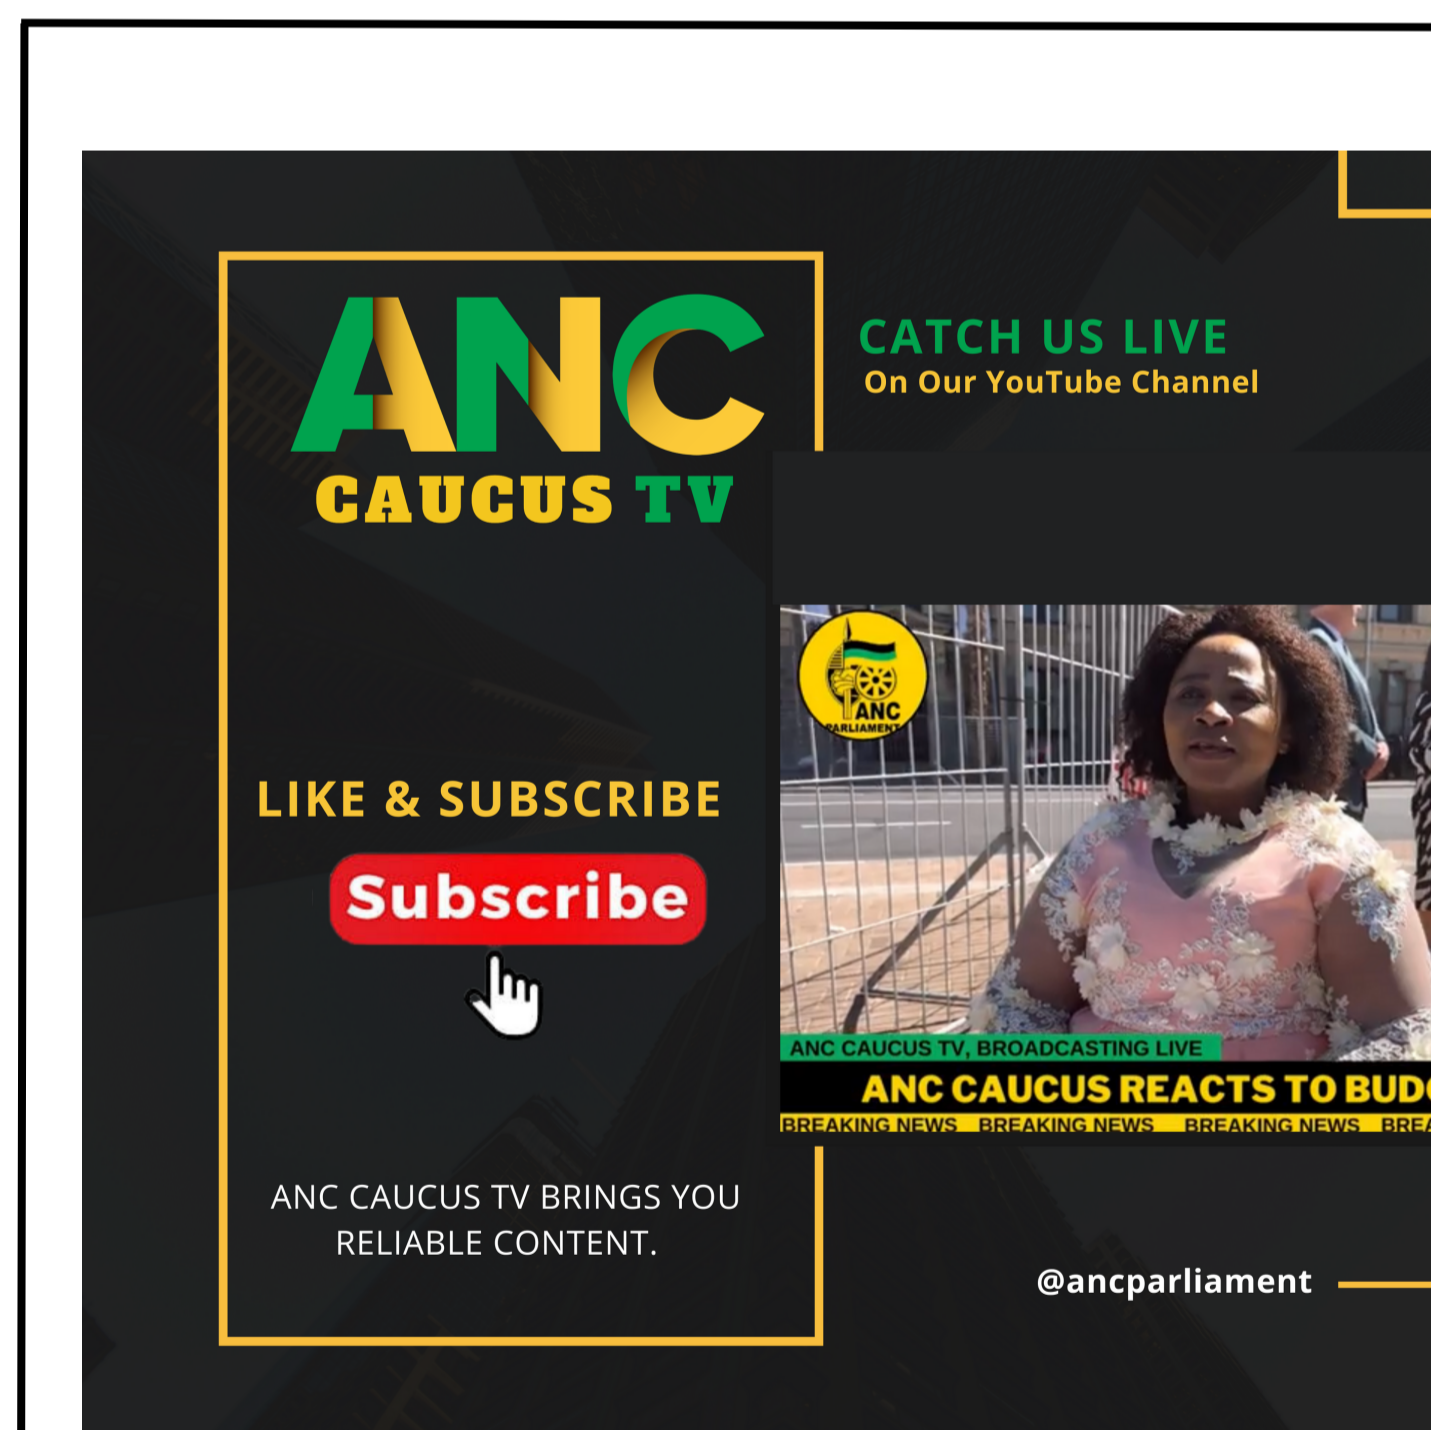 ANC
CAUCUS TV
CATCH US LIVE
On Our YouTube Channel
LIKE & SUBSCRIBE
Subscribe
ANC CAUCUS TV BRINGS YOU
RELIABLE CONTENT.
ANC
PARLIAMENT
ANC CAUCUS TV, BROADCASTING LIVE
ANC CAUCUS REACTS TO
BREAKING NEWS BREAKING NEWS BREAKING NEWS
@ancparliament